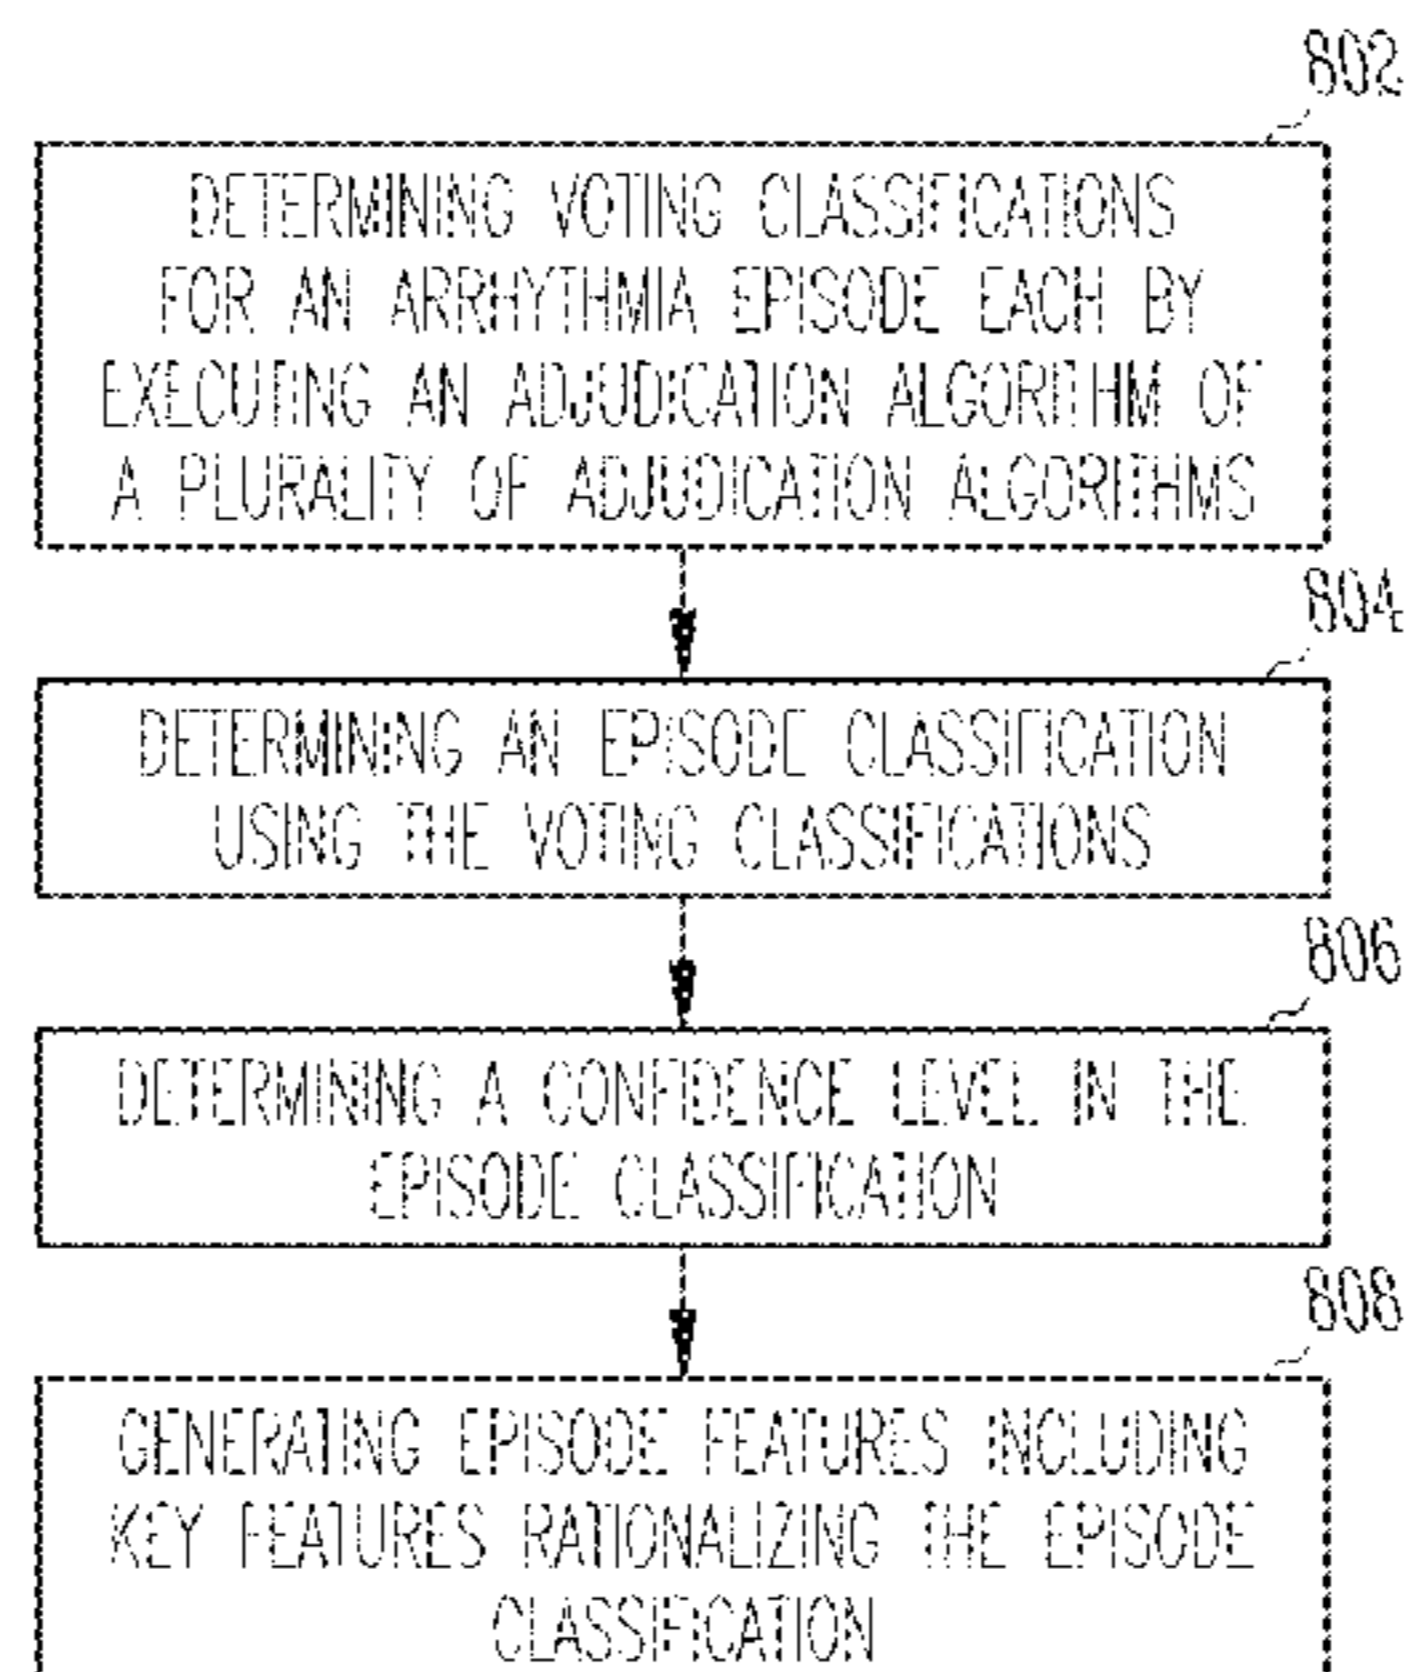 802
DETERMINING VOTING CLASSIFICATIONS
FOR AN ARRHYTHMIA EPISODE EACH BY
EXECUTING AN ADJUDICATION ALGORITHM OF
A PLURALITY OF ADJUDICATION ALGORITHMS
804
DETERMINING AN EPISODE CLASSIFICATION
USING THE VOTING CLASSIFICATIONS
806
DETERMINING A CONFIDENCE LEVEL IN THE
EPISODE CLASSIFICATION
808
GENERATING EPISODE FEATURES INCLUDING
KEY FEATURES RATIONALIZING THE EPISODE
CLASSIFICATION